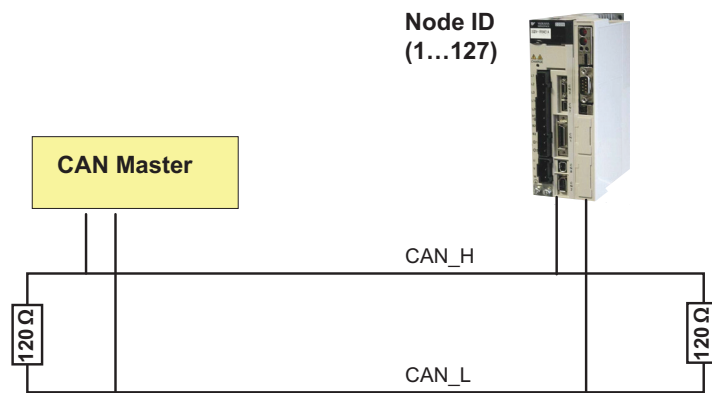 Node ID
(1…127)
CAN Master
CAN_H
120 Ω
120 Ω
CAN_L